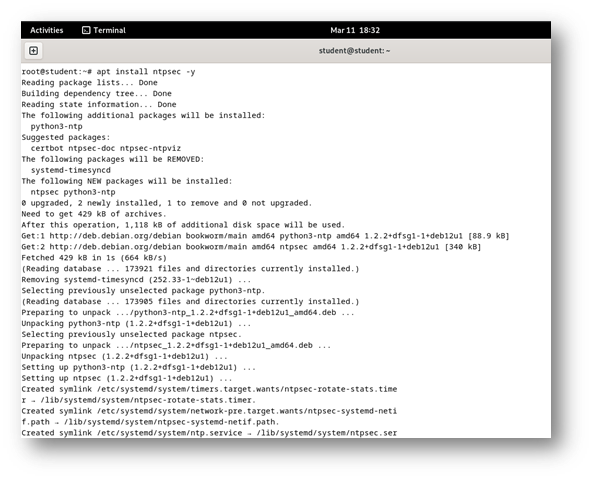 Activities Terminal Mar 11 18:32
student@student: ~
root@student:~# apt install ntpsec -y
Reading package lists... Done
Building dependency tree... Done
Reading state information... Done
The following additional packages will be installed:
  python3-ntp
Suggested packages:
  certbot ntpsec-doc ntpsec-ntpviz
The following packages will be REMOVED:
  systemd-timesyncd
The following NEW packages will be installed:
  ntpsec python3-ntp
0 upgraded, 2 newly installed, 1 to remove and 0 not upgraded.
Need to get 429 kB of archives.
After this operation, 1,118 kB of additional disk space will be used.
Get:1 http://deb.debian.org/debian bookworm/main amd64 python3-ntp amd64 1.2.2+dfsg1-1+deb12u1 [88.9 kB]
Get:2 http://deb.debian.org/debian bookworm/main amd64 ntpsec amd64 1.2.2+dfsg1-1+deb12u1 [340 kB]
Fetched 429 kB in 1s (664 kB/s)
(Reading database ... 173921 files and directories currently installed.)
Removing systemd-timesyncd (252.33-1~deb12u1) ...
Selecting previously unselected package python3-ntp.
(Reading database ... 173905 files and directories currently installed.)
Preparing to unpack .../python3-ntp_1.2.2+dfsg1-1+deb12u1_amd64.deb ...
Unpacking python3-ntp (1.2.2+dfsg1-1+deb12u1) ...
Selecting previously unselected package ntpsec.
Preparing to unpack .../ntpsec_1.2.2+dfsg1-1+deb12u1_amd64.deb ...
Unpacking ntpsec (1.2.2+dfsg1-1+deb12u1) ...
Setting up python3-ntp (1.2.2+dfsg1-1+deb12u1) ...
Setting up ntpsec (1.2.2+dfsg1-1+deb12u1) ...
Created symlink /etc/systemd/system/timers.target.wants/ntpsec-rotate-stats.time
r → /lib/systemd/system/ntpsec-rotate-stats.timer.
Created symlink /etc/systemd/system/network-pre.target.wants/ntpsec-systemd-neti
f.path → /lib/systemd/system/ntpsec-systemd-netif.path.
Created symlink /etc/systemd/system/ntp.service → /lib/systemd/system/ntpsec.ser